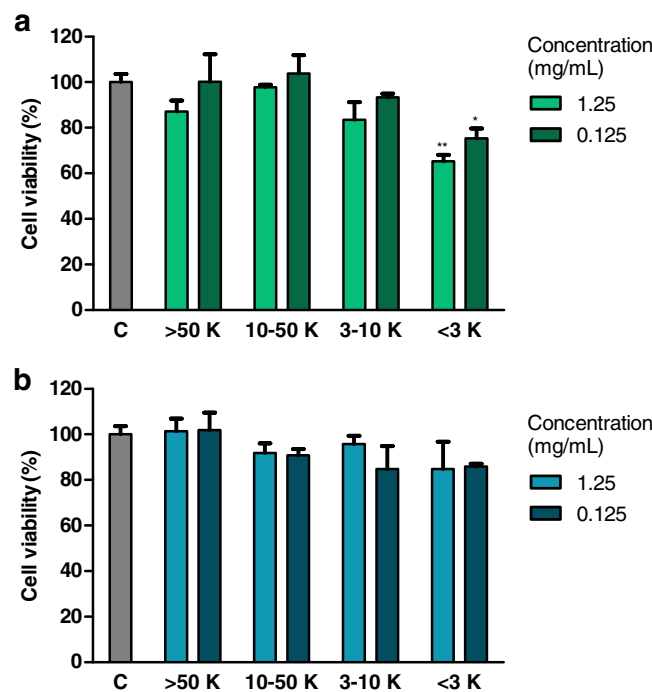 a
120
100
80
60
40
20
0
Cell viability (%)
** *
C >50 K 10-50 K 3-10 K <3 K
Concentration
(mg/mL)
1.25
0.125
b
120
100
80
60
40
20
0
Cell viability (%)
C >50 K 10-50 K 3-10 K <3 K
Concentration
(mg/mL)
1.25
0.125